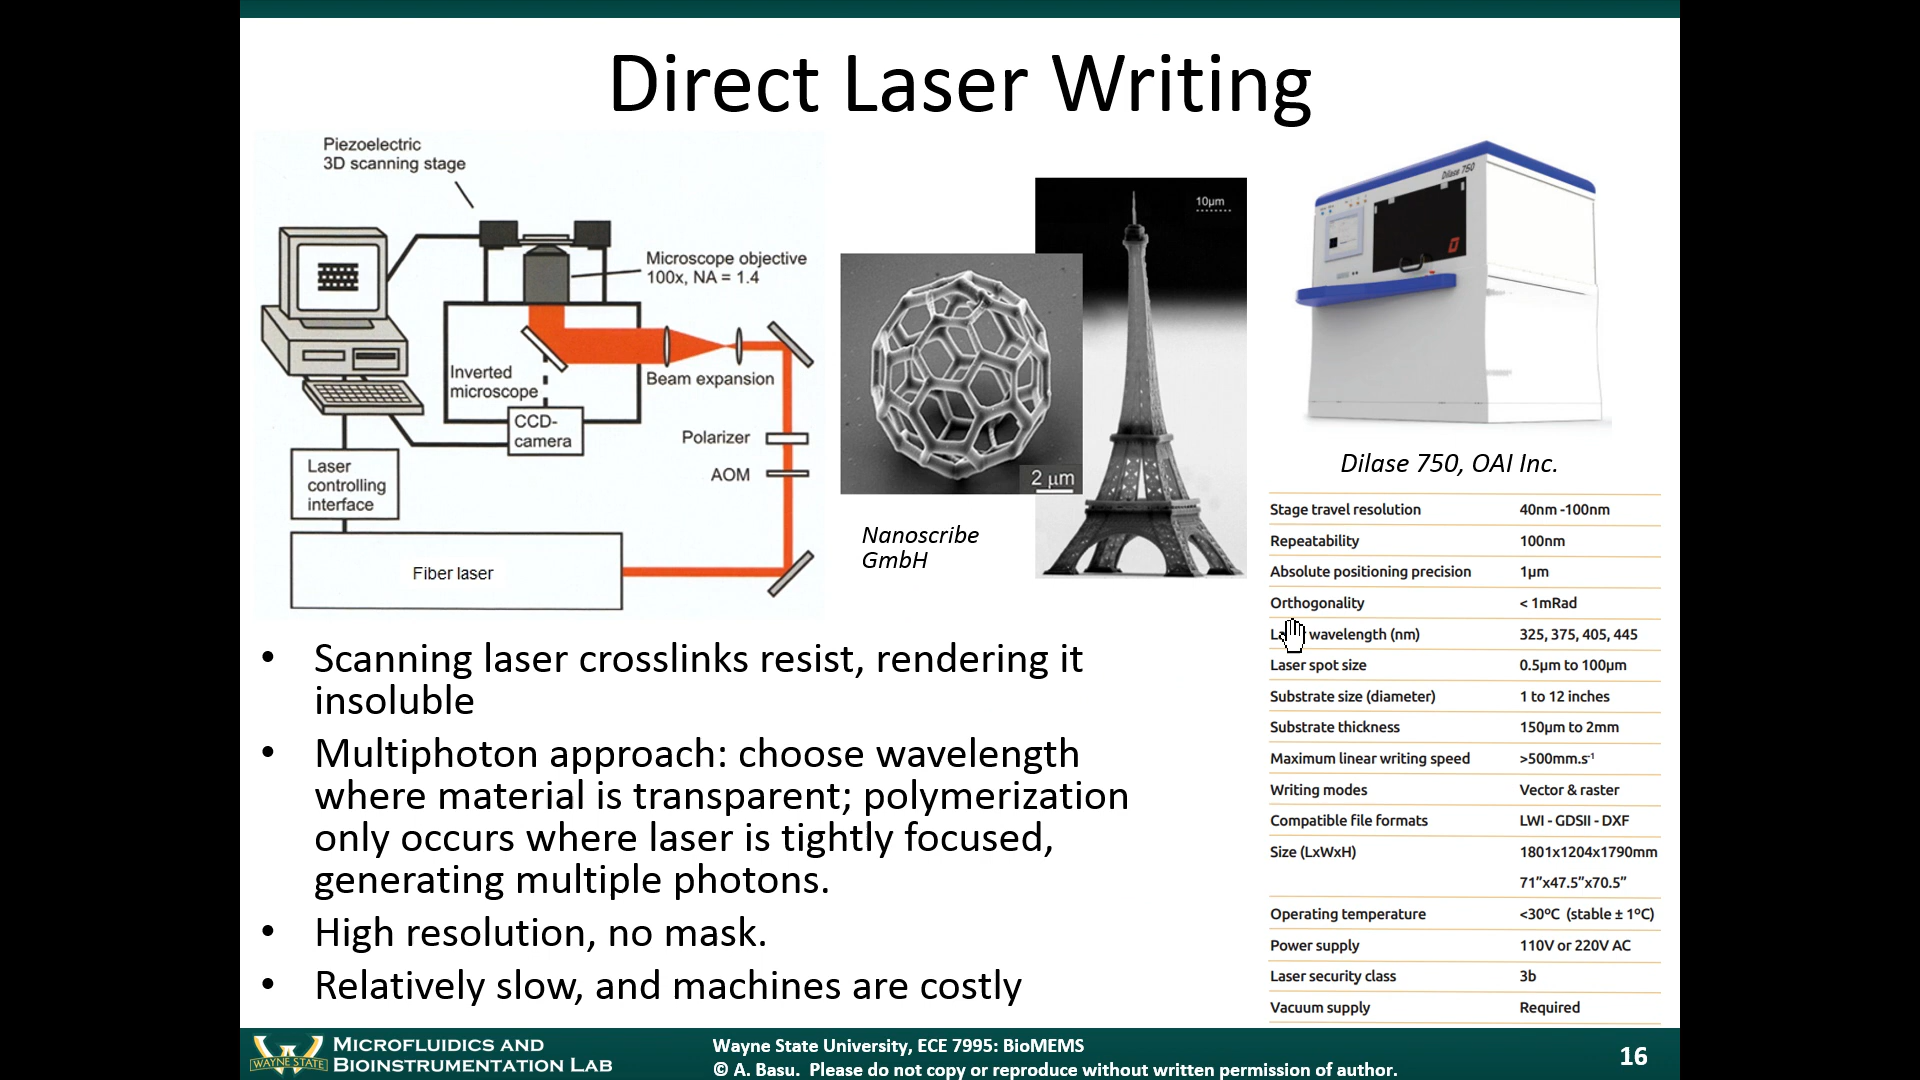 Direct Laser Writing
Piezoelectric
3D scanning stage
Microscope objective
100x, NA = 1.4
Inverted
microscope
Beam expansion
CCD-
camera
Polarizer
AOM
Laser
controlling
interface
Fiber laser
2 µm
10µm
Nanoscribe
GmbH
Dilase 750
Dilase 750, OAI Inc.
Stage travel resolution 40nm -100nm
Repeatability 100nm
Absolute positioning precision 1µm
Orthogonality < 1mRad
wavelength (nm) 325, 375, 405, 445
Laser spot size 0.5µm to 100µm
Substrate size (diameter) 1 to 12 inches
Substrate thickness 150µm to 2mm
Maximum linear writing speed >500mm.s⁻¹
Writing modes Vector & raster
Compatible file formats LWI - GDSII - DXF
Size (LxWxH) 1801x1204x1790mm
71”x47.5”x70.5”
Operating temperature <30°C (stable ± 1°C)
Power supply 110V or 220V AC
Laser security class 3b
Vacuum supply Required
• Scanning laser crosslinks resist, rendering it
insoluble
• Multiphoton approach: choose wavelength
where material is transparent; polymerization
only occurs where laser is tightly focused,
generating multiple photons.
• High resolution, no mask.
• Relatively slow, and machines are costly
WAYNE STATE
MICROFLUIDICS AND
BIOINSTRUMENTATION LAB
Wayne State University, ECE 7995: BioMEMS
© A. Basu. Please do not copy or reproduce without written permission of author.
16